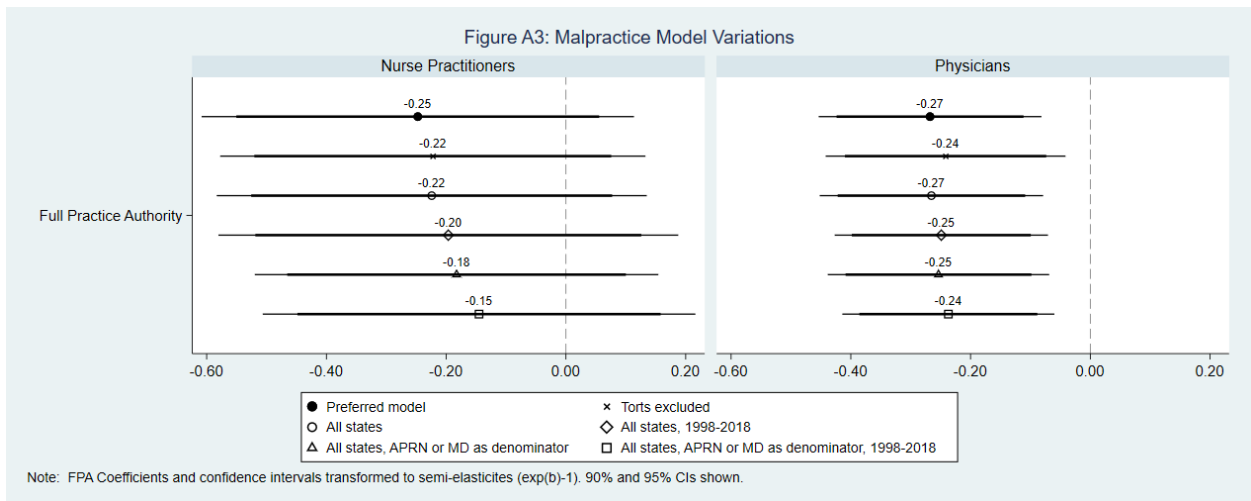 Figure A3: Malpractice Model Variations
Nurse Practitioners
Physicians
Full Practice Authority
-0.25
-0.22
-0.22
-0.20
-0.18
-0.15
-0.27
-0.24
-0.27
-0.25
-0.25
-0.24
-0.60 -0.40 -0.20 0.00 0.20
-0.60 -0.40 -0.20 0.00 0.20
Preferred model
Torts excluded
All states
All states, 1998-2018
All states, APRN or MD as denominator
All states, APRN or MD as denominator, 1998-2018
Note: FPA Coefficients and confidence intervals transformed to semi-elasticites (exp(b)-1). 90% and 95% CIs shown.